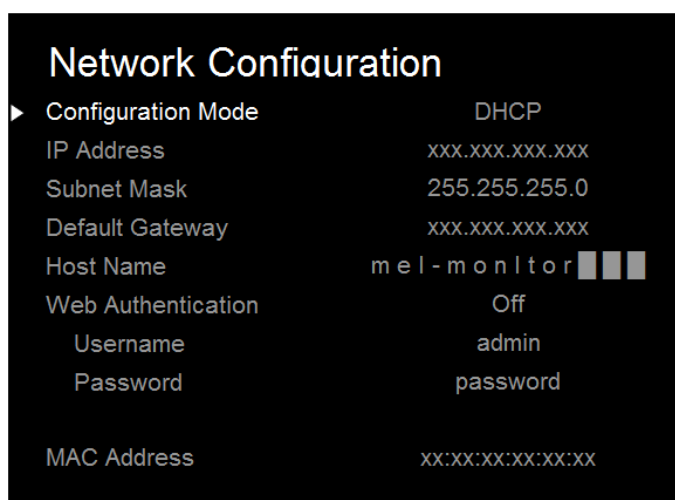 Network Configuration
Configuration Mode DHCP
IP Address xxx.xxx.xxx.xxx
Subnet Mask 255.255.255.0
Default Gateway xxx.xxx.xxx.xxx
Host Name mel-monItor
Web Authentication Off
Username admin
Password password
MAC Address xx:xx:xx:xx:xx:xx